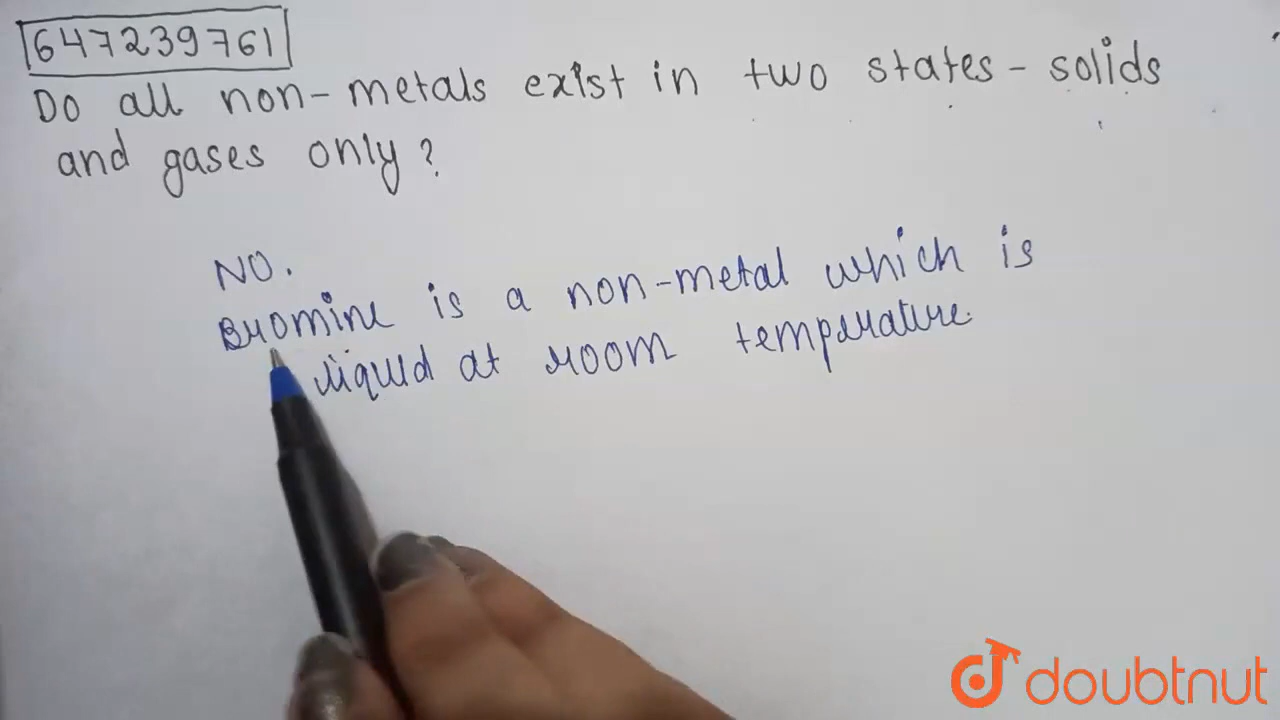 647239761
Do all non-metals exist in two states - solids
and gases only?
NO.
Bromine is a non-metal which is
liquid at room temperature.
doubtnut